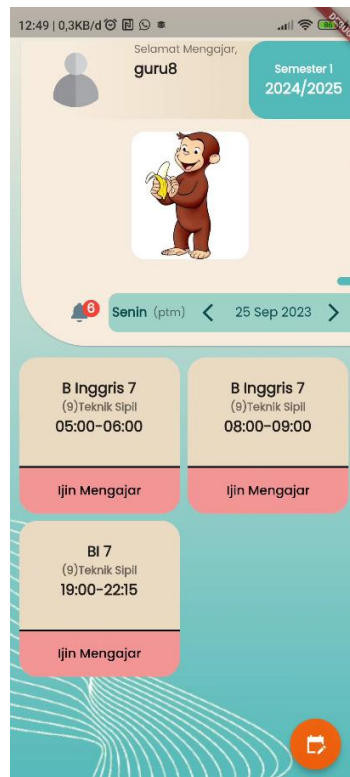 12:49 | 0,3KB/d
86
Selamat Mengajar,
guru8
Semester 1
2024/2025
6
Senin (ptm)
25 Sep 2023
B Inggris 7
(9)Teknik Sipil
05:00-06:00
Ijin Mengajar
B Inggris 7
(9)Teknik Sipil
08:00-09:00
Ijin Mengajar
BI 7
(9)Teknik Sipil
19:00-22:15
Ijin Mengajar